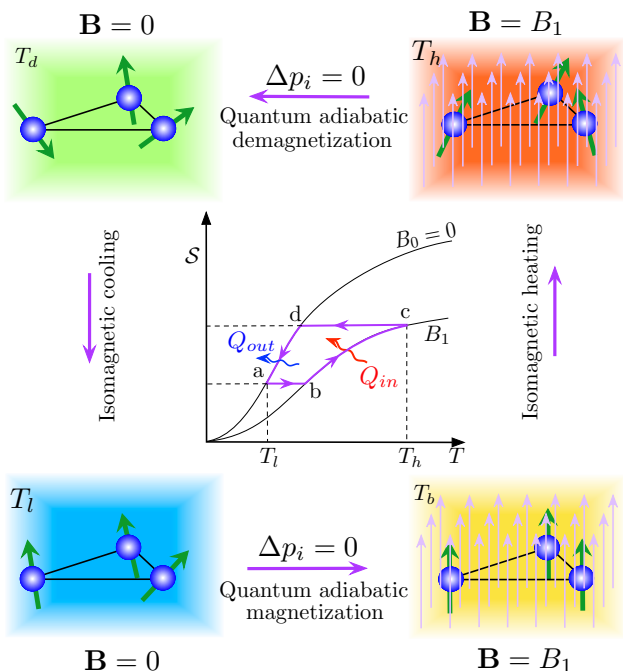 B = 0
B = B₁
T_d
T_h
Δp_i = 0
Quantum adiabatic
demagnetization
Isomagnetic cooling
S
B₀ = 0
d
c
B₁
Q_out
a
b
Q_in
T_l
T_h
T
Isomagnetic heating
T_l
T_b
Δp_i = 0
Quantum adiabatic
magnetization
B = 0
B = B₁